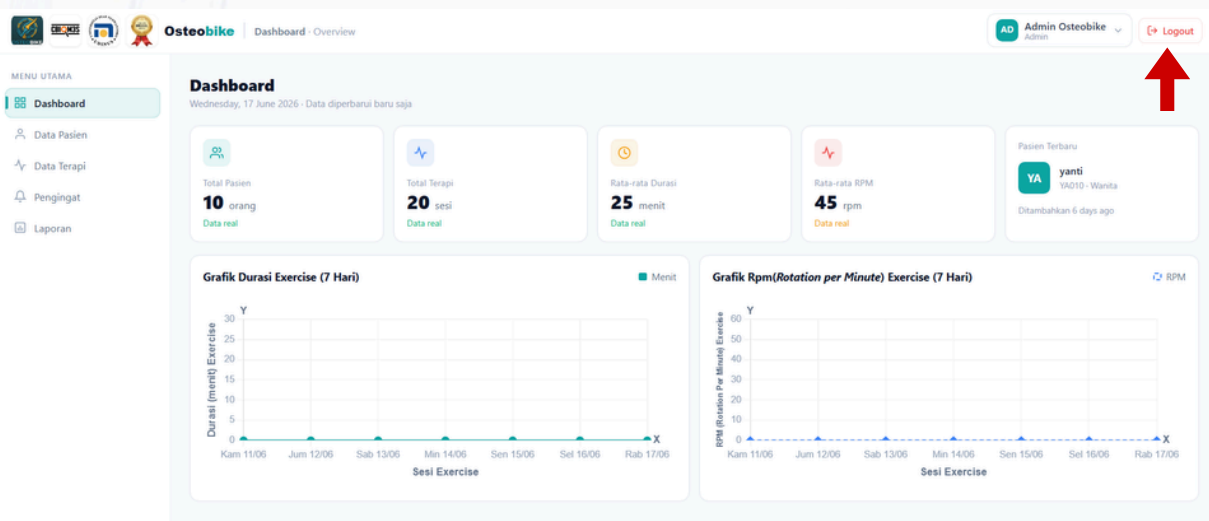 Osteobike
Dashboard · Overview
AD
Admin Osteobike
Admin
Logout
MENU UTAMA
Dashboard
Data Pasien
Data Terapi
Pengingat
Laporan
Dashboard
Wednesday, 17 June 2026 · Data diperbarui baru saja
Total Pasien
10 orang
Data real
Total Terapi
20 sesi
Data real
Rata-rata Durasi
25 menit
Data real
Rata-rata RPM
45 rpm
Data real
Pasien Terbaru
YA
yanti
YA010 - Wanita
Ditambahkan 6 days ago
Grafik Durasi Exercise (7 Hari)
Menit
Y
30
25
20
15
10
5
0
X
Durasi (menit) Exercise
Kam 11/06 Jum 12/06 Sab 13/06 Min 14/06 Sen 15/06 Sel 16/06 Rab 17/06
Sesi Exercise
Grafik Rpm(Rotation per Minute) Exercise (7 Hari)
RPM
Y
60
50
40
30
20
10
0
X
RPM (Rotation Per Minute) Exercise
Kam 11/06 Jum 12/06 Sab 13/06 Min 14/06 Sen 15/06 Sel 16/06 Rab 17/06
Sesi Exercise